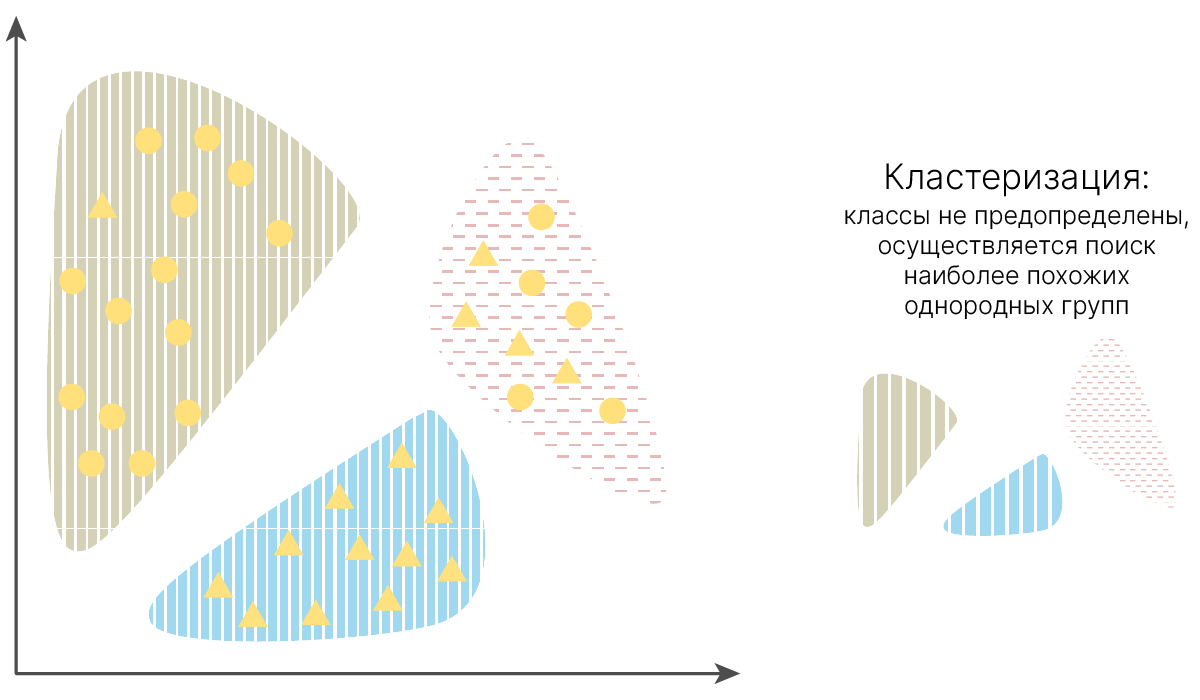 Кластеризация:
классы не предопределены,
осуществляется поиск
наиболее похожих
однородных групп